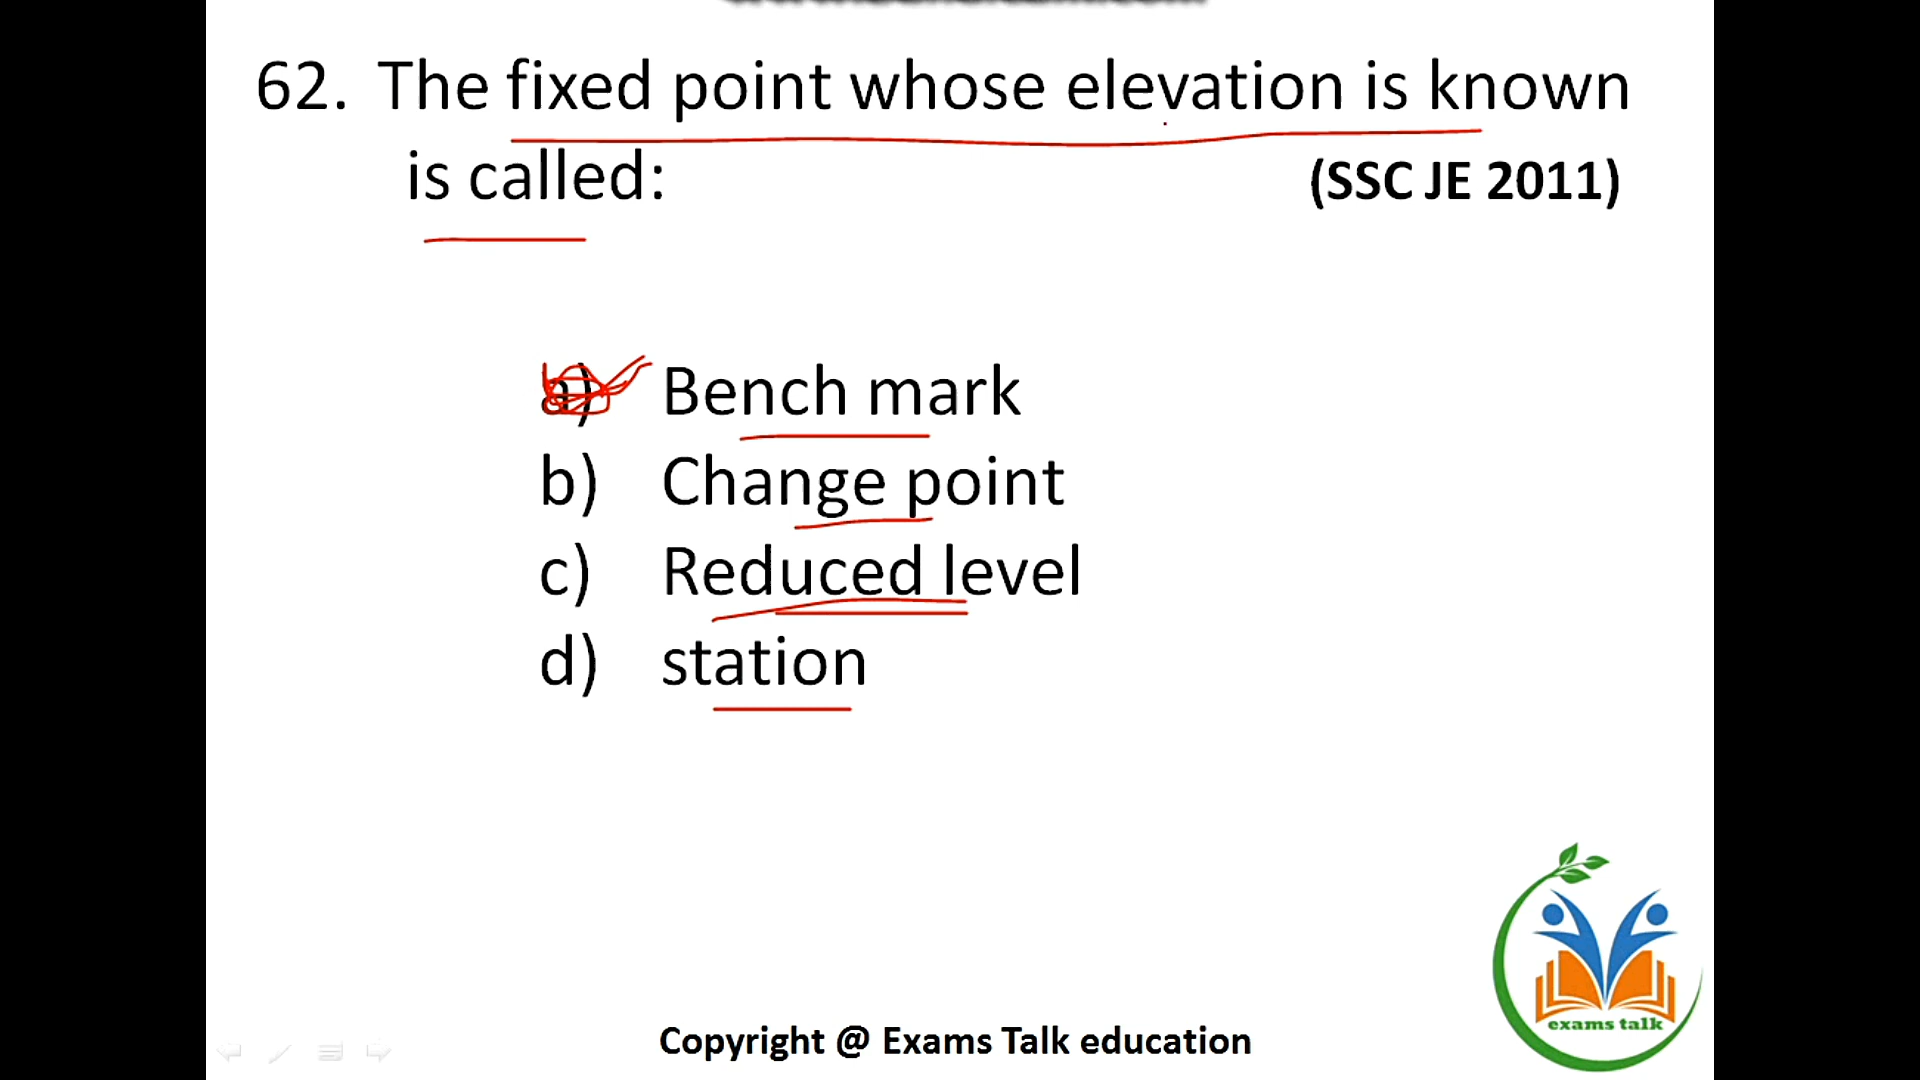 62. The fixed point whose elevation is known
is called: (SSC JE 2011)
a) Bench mark
b) Change point
c) Reduced level
d) station
exams talk
Copyright @ Exams Talk education